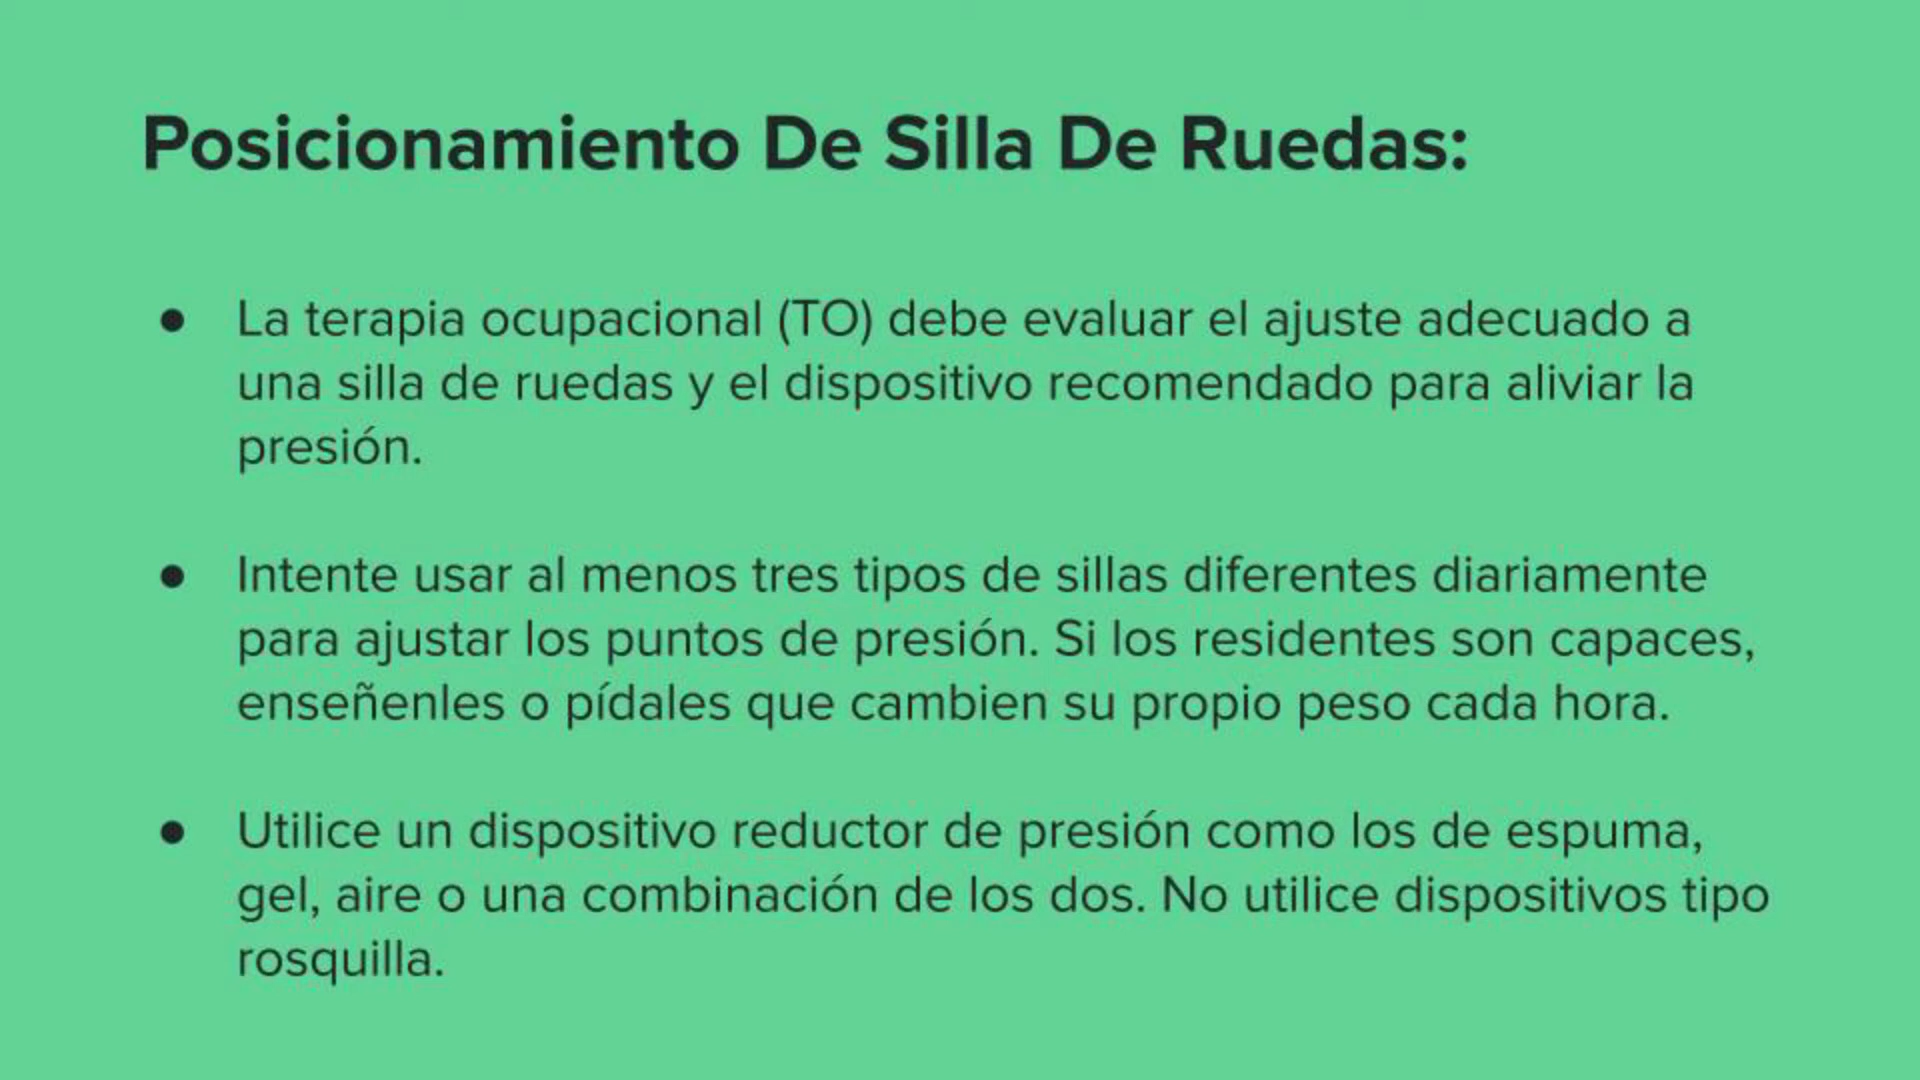 Posicionamiento De Silla De Ruedas:
● La terapia ocupacional (TO) debe evaluar el ajuste adecuado a
una silla de ruedas y el dispositivo recomendado para aliviar la
presión.
● Intente usar al menos tres tipos de sillas diferentes diariamente
para ajustar los puntos de presión. Si los residentes son capaces,
enseñenles o pídales que cambien su propio peso cada hora.
● Utilice un dispositivo reductor de presión como los de espuma,
gel, aire o una combinación de los dos. No utilice dispositivos tipo
rosquilla.